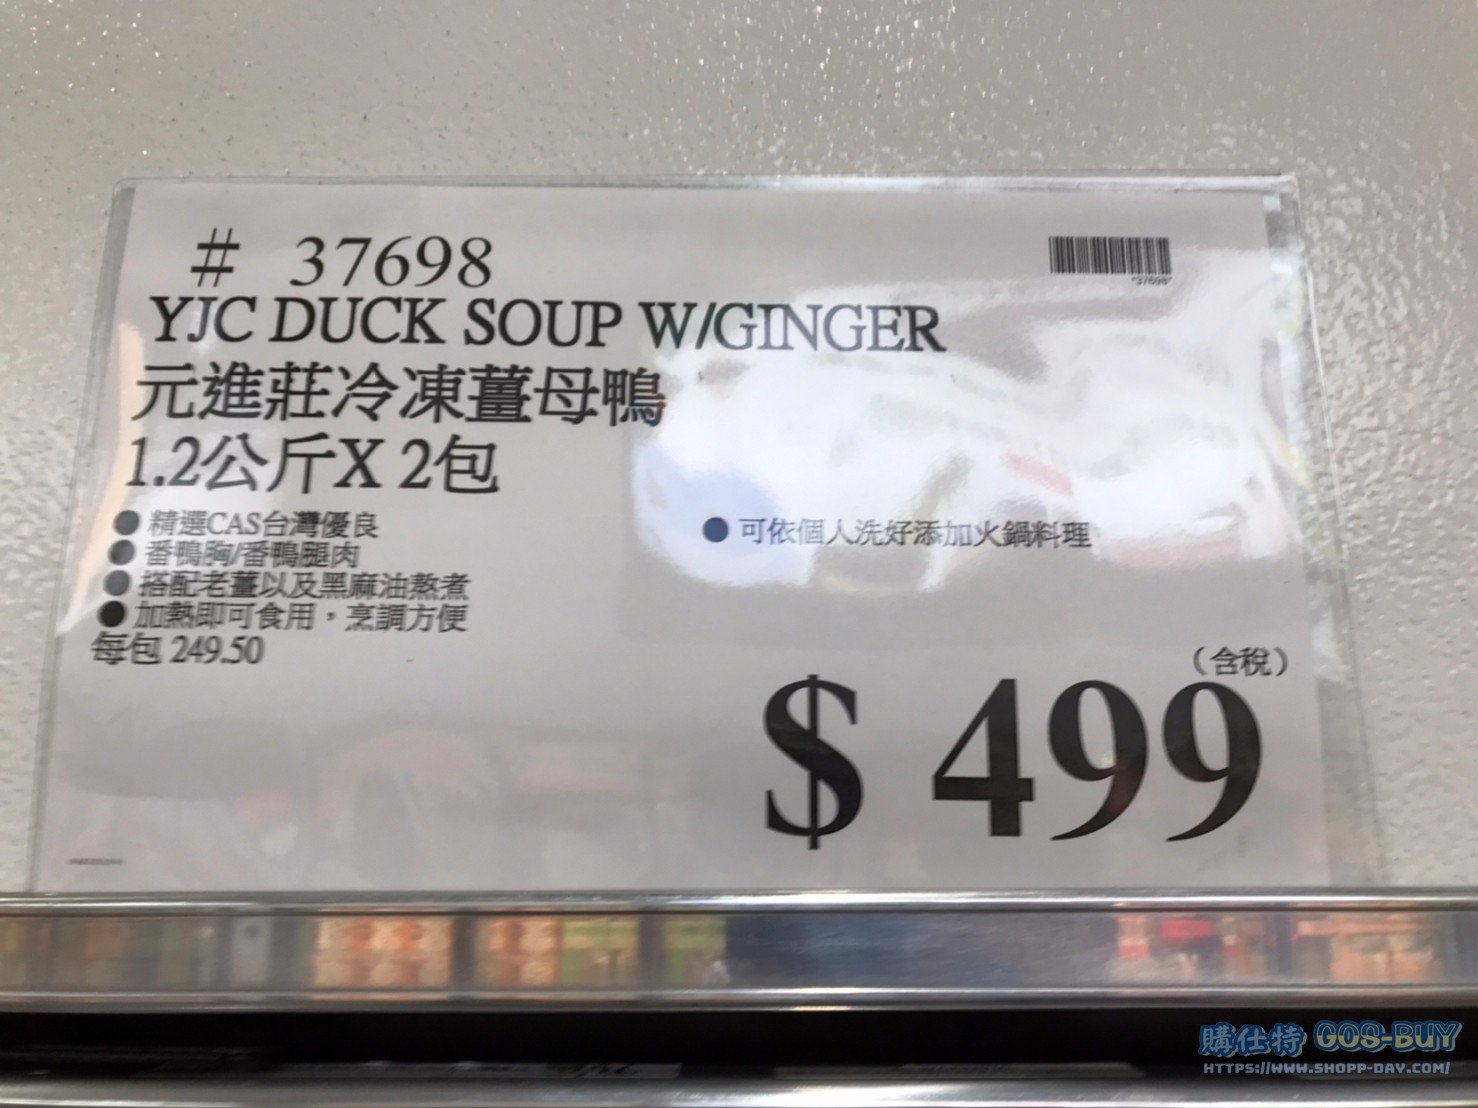 # 37698
*37698*
YJC DUCK SOUP W/GINGER
元進莊冷凍薑母鴨
1.2公斤X 2包
● 精選CAS台灣優良
● 番鴨胸/番鴨腿肉
● 搭配老薑以及黑麻油熬煮
● 加熱即可食用，烹調方便
每包 249.50
● 可依個人洗好添加火鍋料理
（含稅）
$ 499
購仕特 GOS-BUY
HTTPS://WWW.SHOPP-DAY.COM/